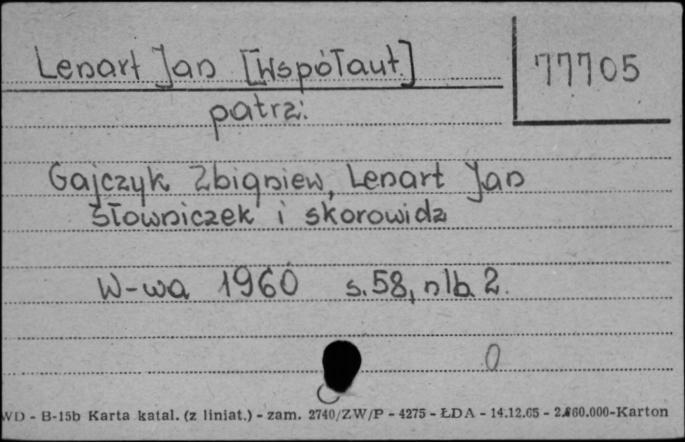 Lenart Jan [Współaut.]
77705
patrz:
Gajczyk Zbigniew, Lenart Jan
Słowniczek i skorowidz
W-wa 1960 s. 58, nlb. 2.
0
WD - B-15b Karta katal. (z liniat.) - zam. 2740/ZW/P - 4275 - ŁDA - 14.12.65 - 2.860.000-Karton